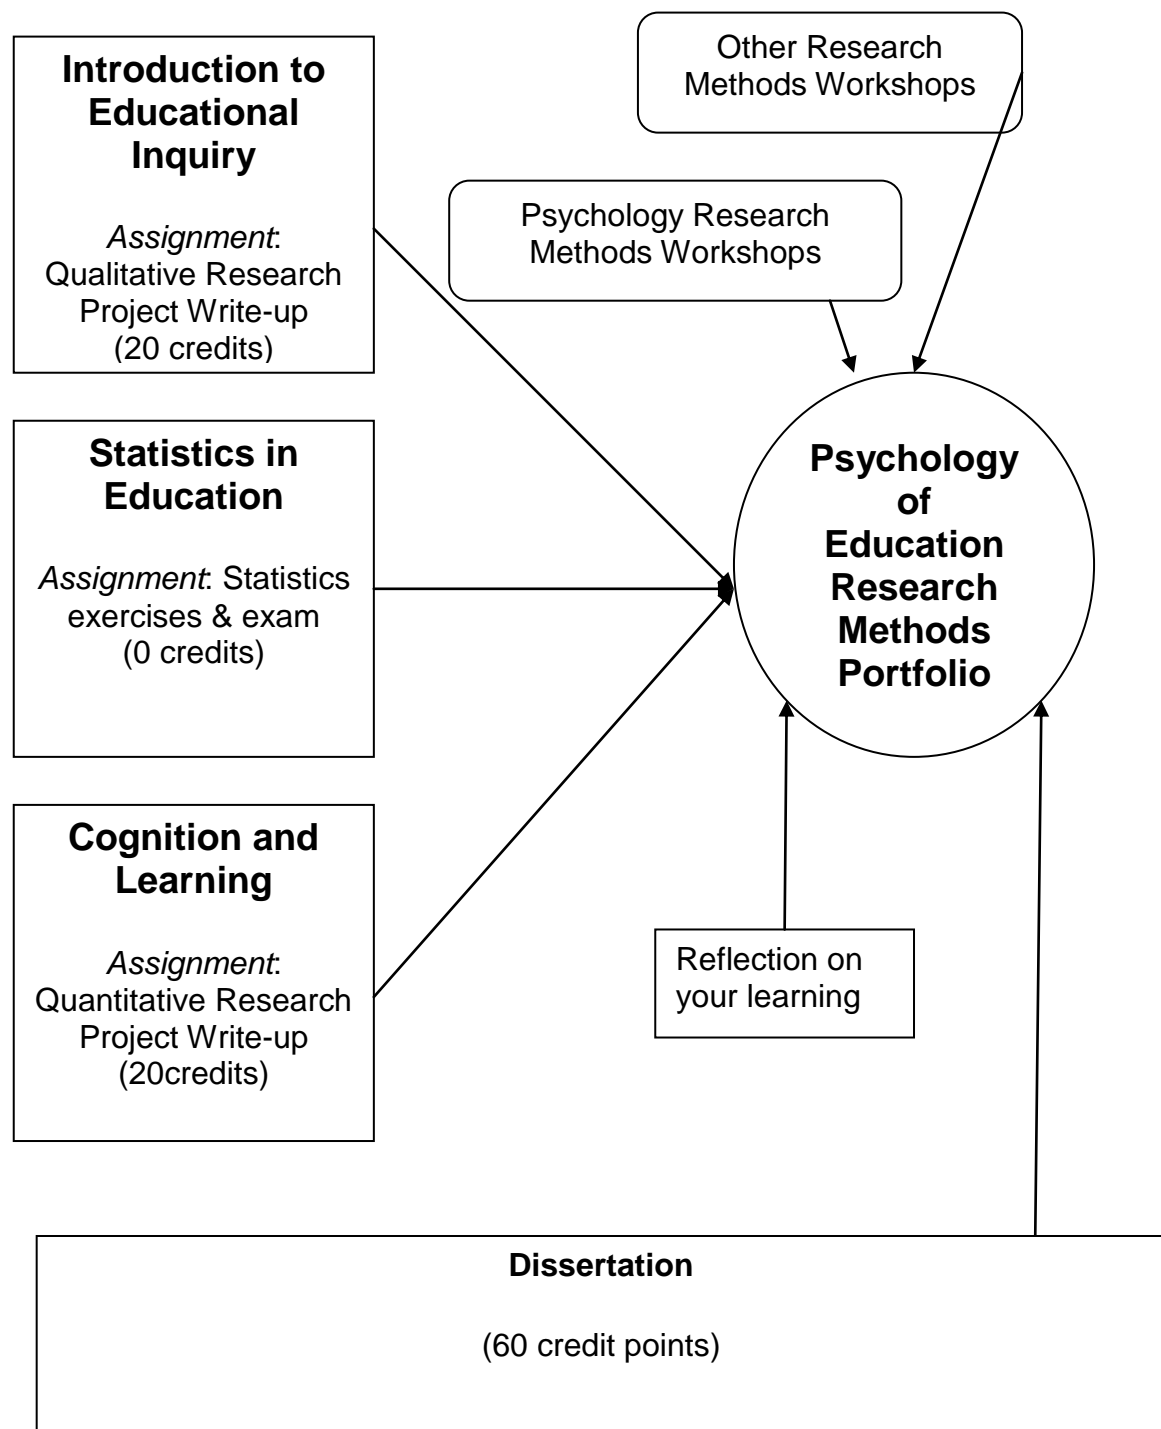 Introduction to
Educational
Inquiry
Assignment:
Qualitative Research
Project Write-up
(20 credits)
Other Research
Methods Workshops
Psychology Research
Methods Workshops
Statistics in
Education
Assignment: Statistics
exercises & exam
(0 credits)
Psychology
of
Education
Research
Methods
Portfolio
Cognition and
Learning
Assignment:
Quantitative Research
Project Write-up
(20credits)
Reflection on
your learning
Dissertation
(60 credit points)